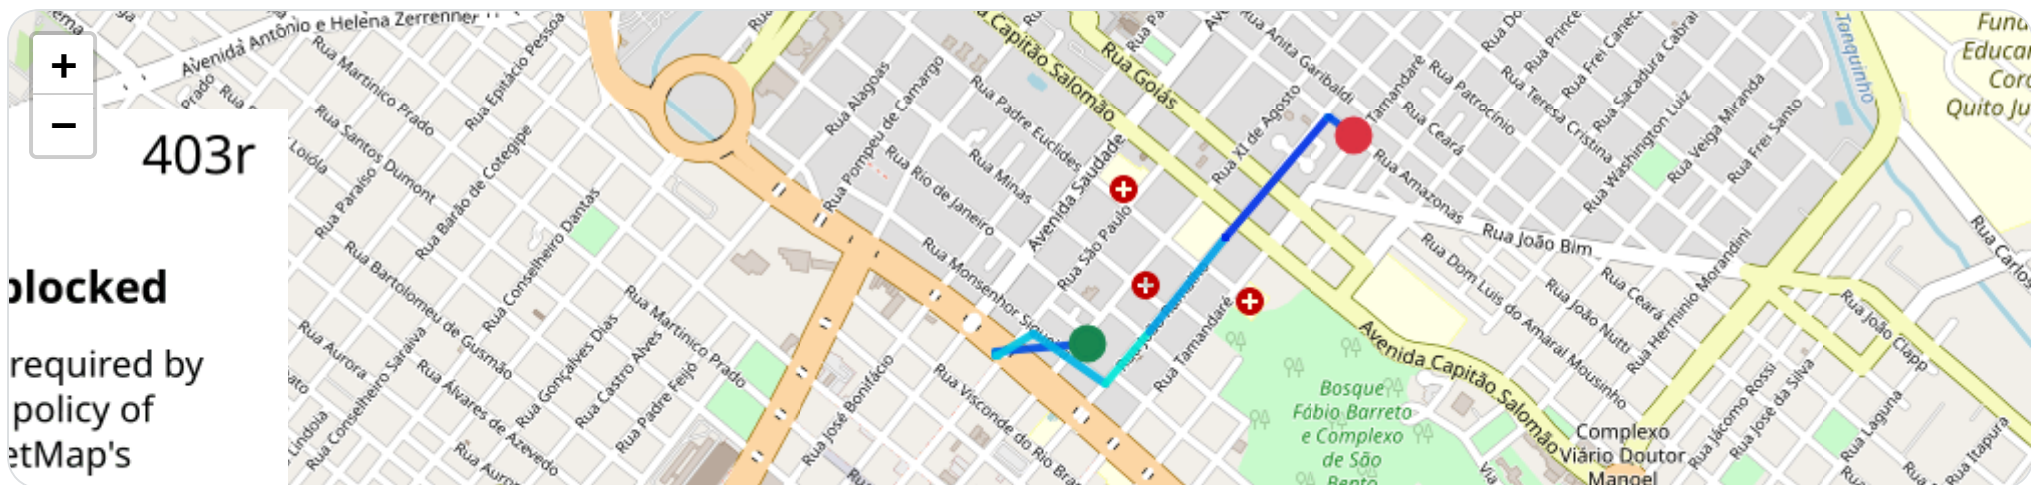 Avenida Antônio e Helena Zerrenner
+
−
403r
blocked
required by
policy of
etMap's
Rua Martinico Prado
Rua Epitácio Pessoa
Prado
Rua Santos Dumont
Loióla
Rua Paraíso
Rua Barão de Cotegipe
Rua Conselheiro Dantas
Rua Bartolomeu de Gusmão
Rua Aurora
Rua Conselheiro Saraiva
Lindoia
Rua Álvares de Azevedo
Rua Gonçalves Dias
Rua Castro Alves
Rua Padre Feijó
Rua Martinico Prado
Rua José Bonifácio
Rua Visconde do Rio Bra
Rua Alagoas
Rua Pompeu de Camargo
Rua Padre Euclides
Rua Minas
Rua Rio de Janeiro
Avenida Saudade
Rua São Paulo
Rua Monsenhor Siqueira
Rua Tamandaré
a Capitão Salomão
Rua Goiás
Rua XI de Agosto
Rua Anita Garibaldi
Tamandaré
Rua Ceará
Rua Patrocínio
Rua Teresa Cristina
Rua Frei Caneca
Rua Sacadura Cabral
Rua Washington Luiz
Rua Veiga Miranda
Rua Frei Santo
Rua Amazonas
Rua João Bim
Rua Dom Luís do Amaral Mousinho
Rua João Nutti
Rua Ceará
Rua Hermínio Morandini
Rua João Clapp
Avenida Capitão Salomão
Bosque
Fábio Barreto
e Complexo
de São
Bento
Complexo
Viário Doutor
Manoel
Via
Rua Jácomo Rossi
Rua José da Silva
Rua Laguna
Rua Itapura
Rua Carlos
Tanquinho
Educa
Quito Ju